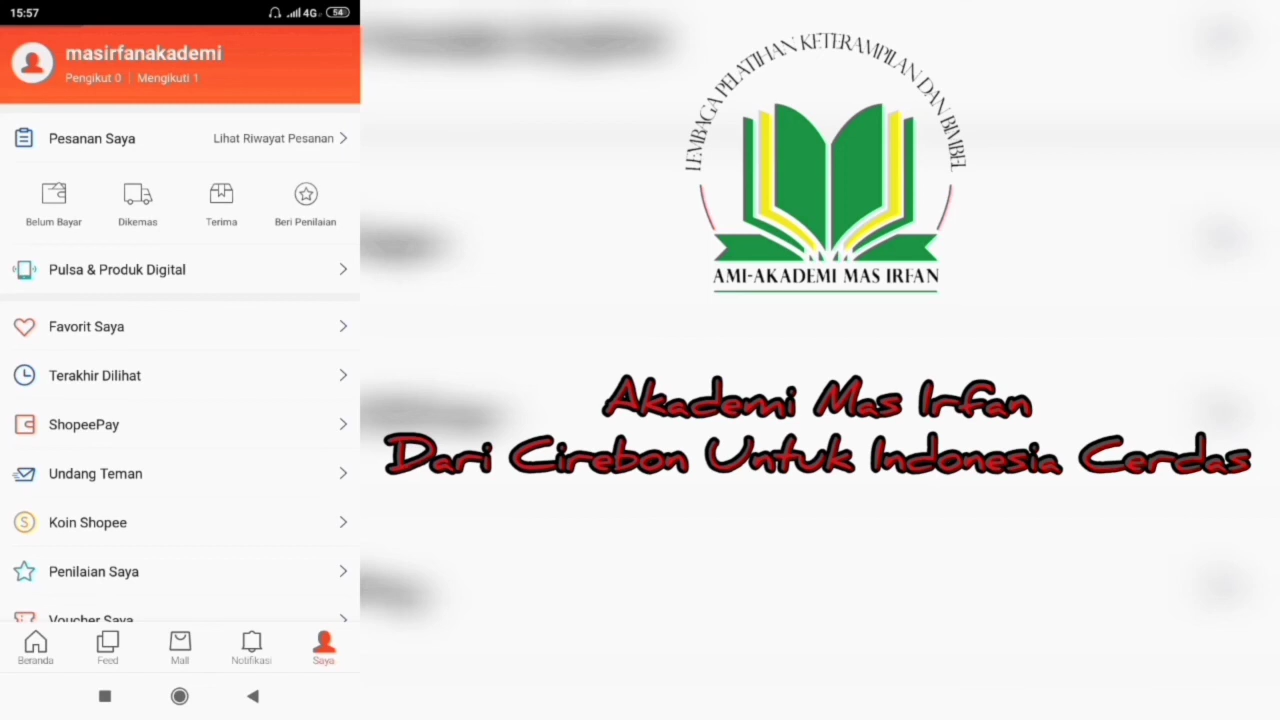 15:57
4G
54
masirfanakademi
Pengikut 0 | Mengikuti 1
Pesanan Saya
Lihat Riwayat Pesanan
Belum Bayar
Dikemas
Terima
Beri Penilaian
Pulsa & Produk Digital
Favorit Saya
Terakhir Dilihat
ShopeePay
Undang Teman
Koin Shopee
Penilaian Saya
Voucher Saya
Beranda
Feed
Mall
Notifikasi
Saya
LEMBAGA PELATIHAN KETERAMPILAN DAN BIMBEL
AMI-AKADEMI MAS IRFAN
Akademi Mas Irfan
Dari Cirebon Untuk Indonesia Cerdas